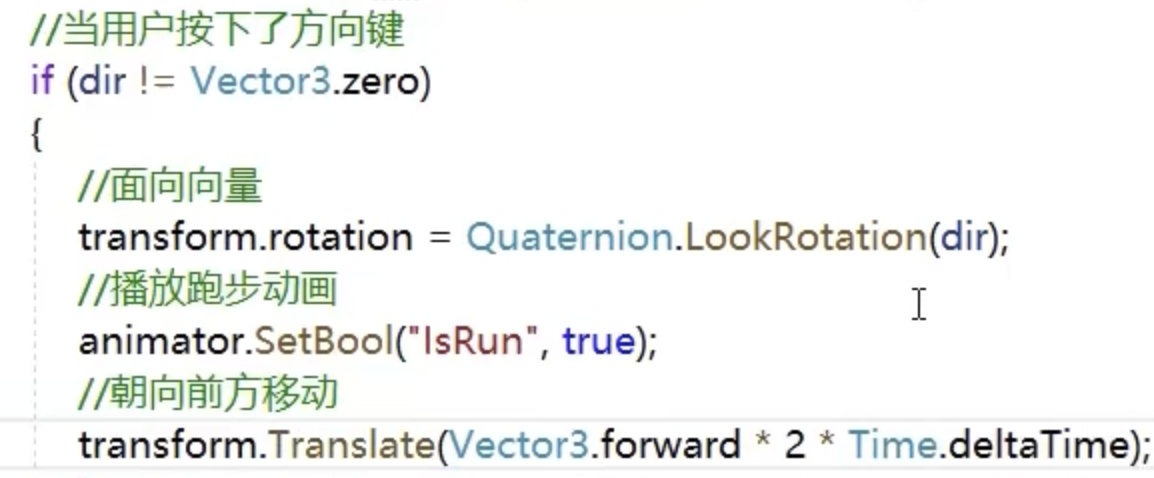 //当用户按下了方向键
if (dir != Vector3.zero)
{
//面向向量
transform.rotation = Quaternion.LookRotation(dir);
//播放跑步动画
animator.SetBool("IsRun", true);
//朝向前方移动
transform.Translate(Vector3.forward * 2 * Time.deltaTime);